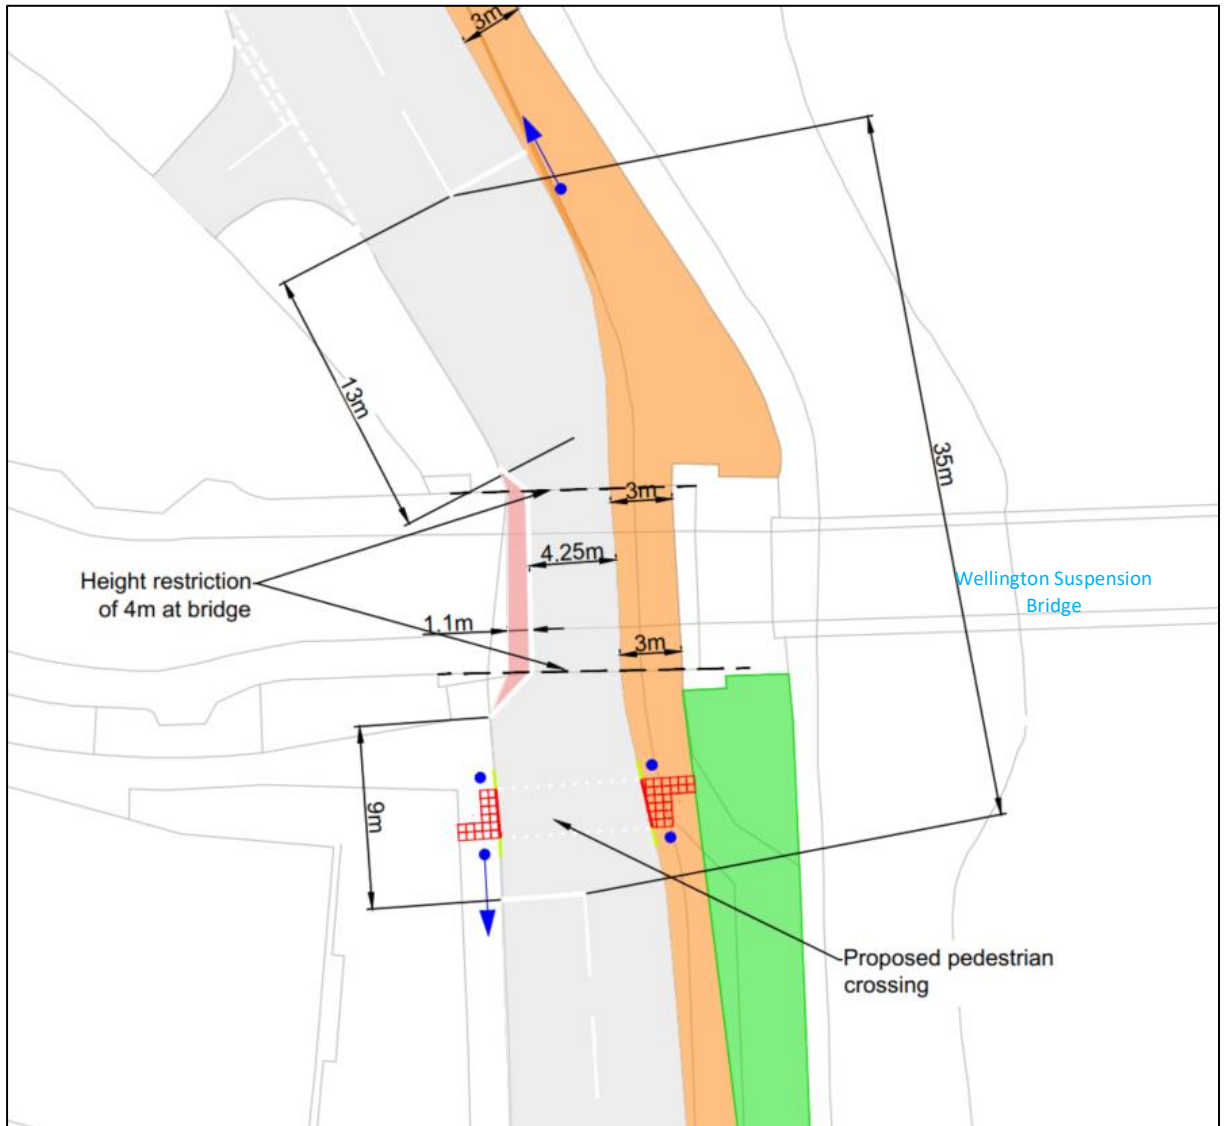 3m
13m
35m
3m
4.25m
Height restriction
of 4m at bridge
Wellington Suspension
Bridge
1.1m
3m
9m
Proposed pedestrian
crossing